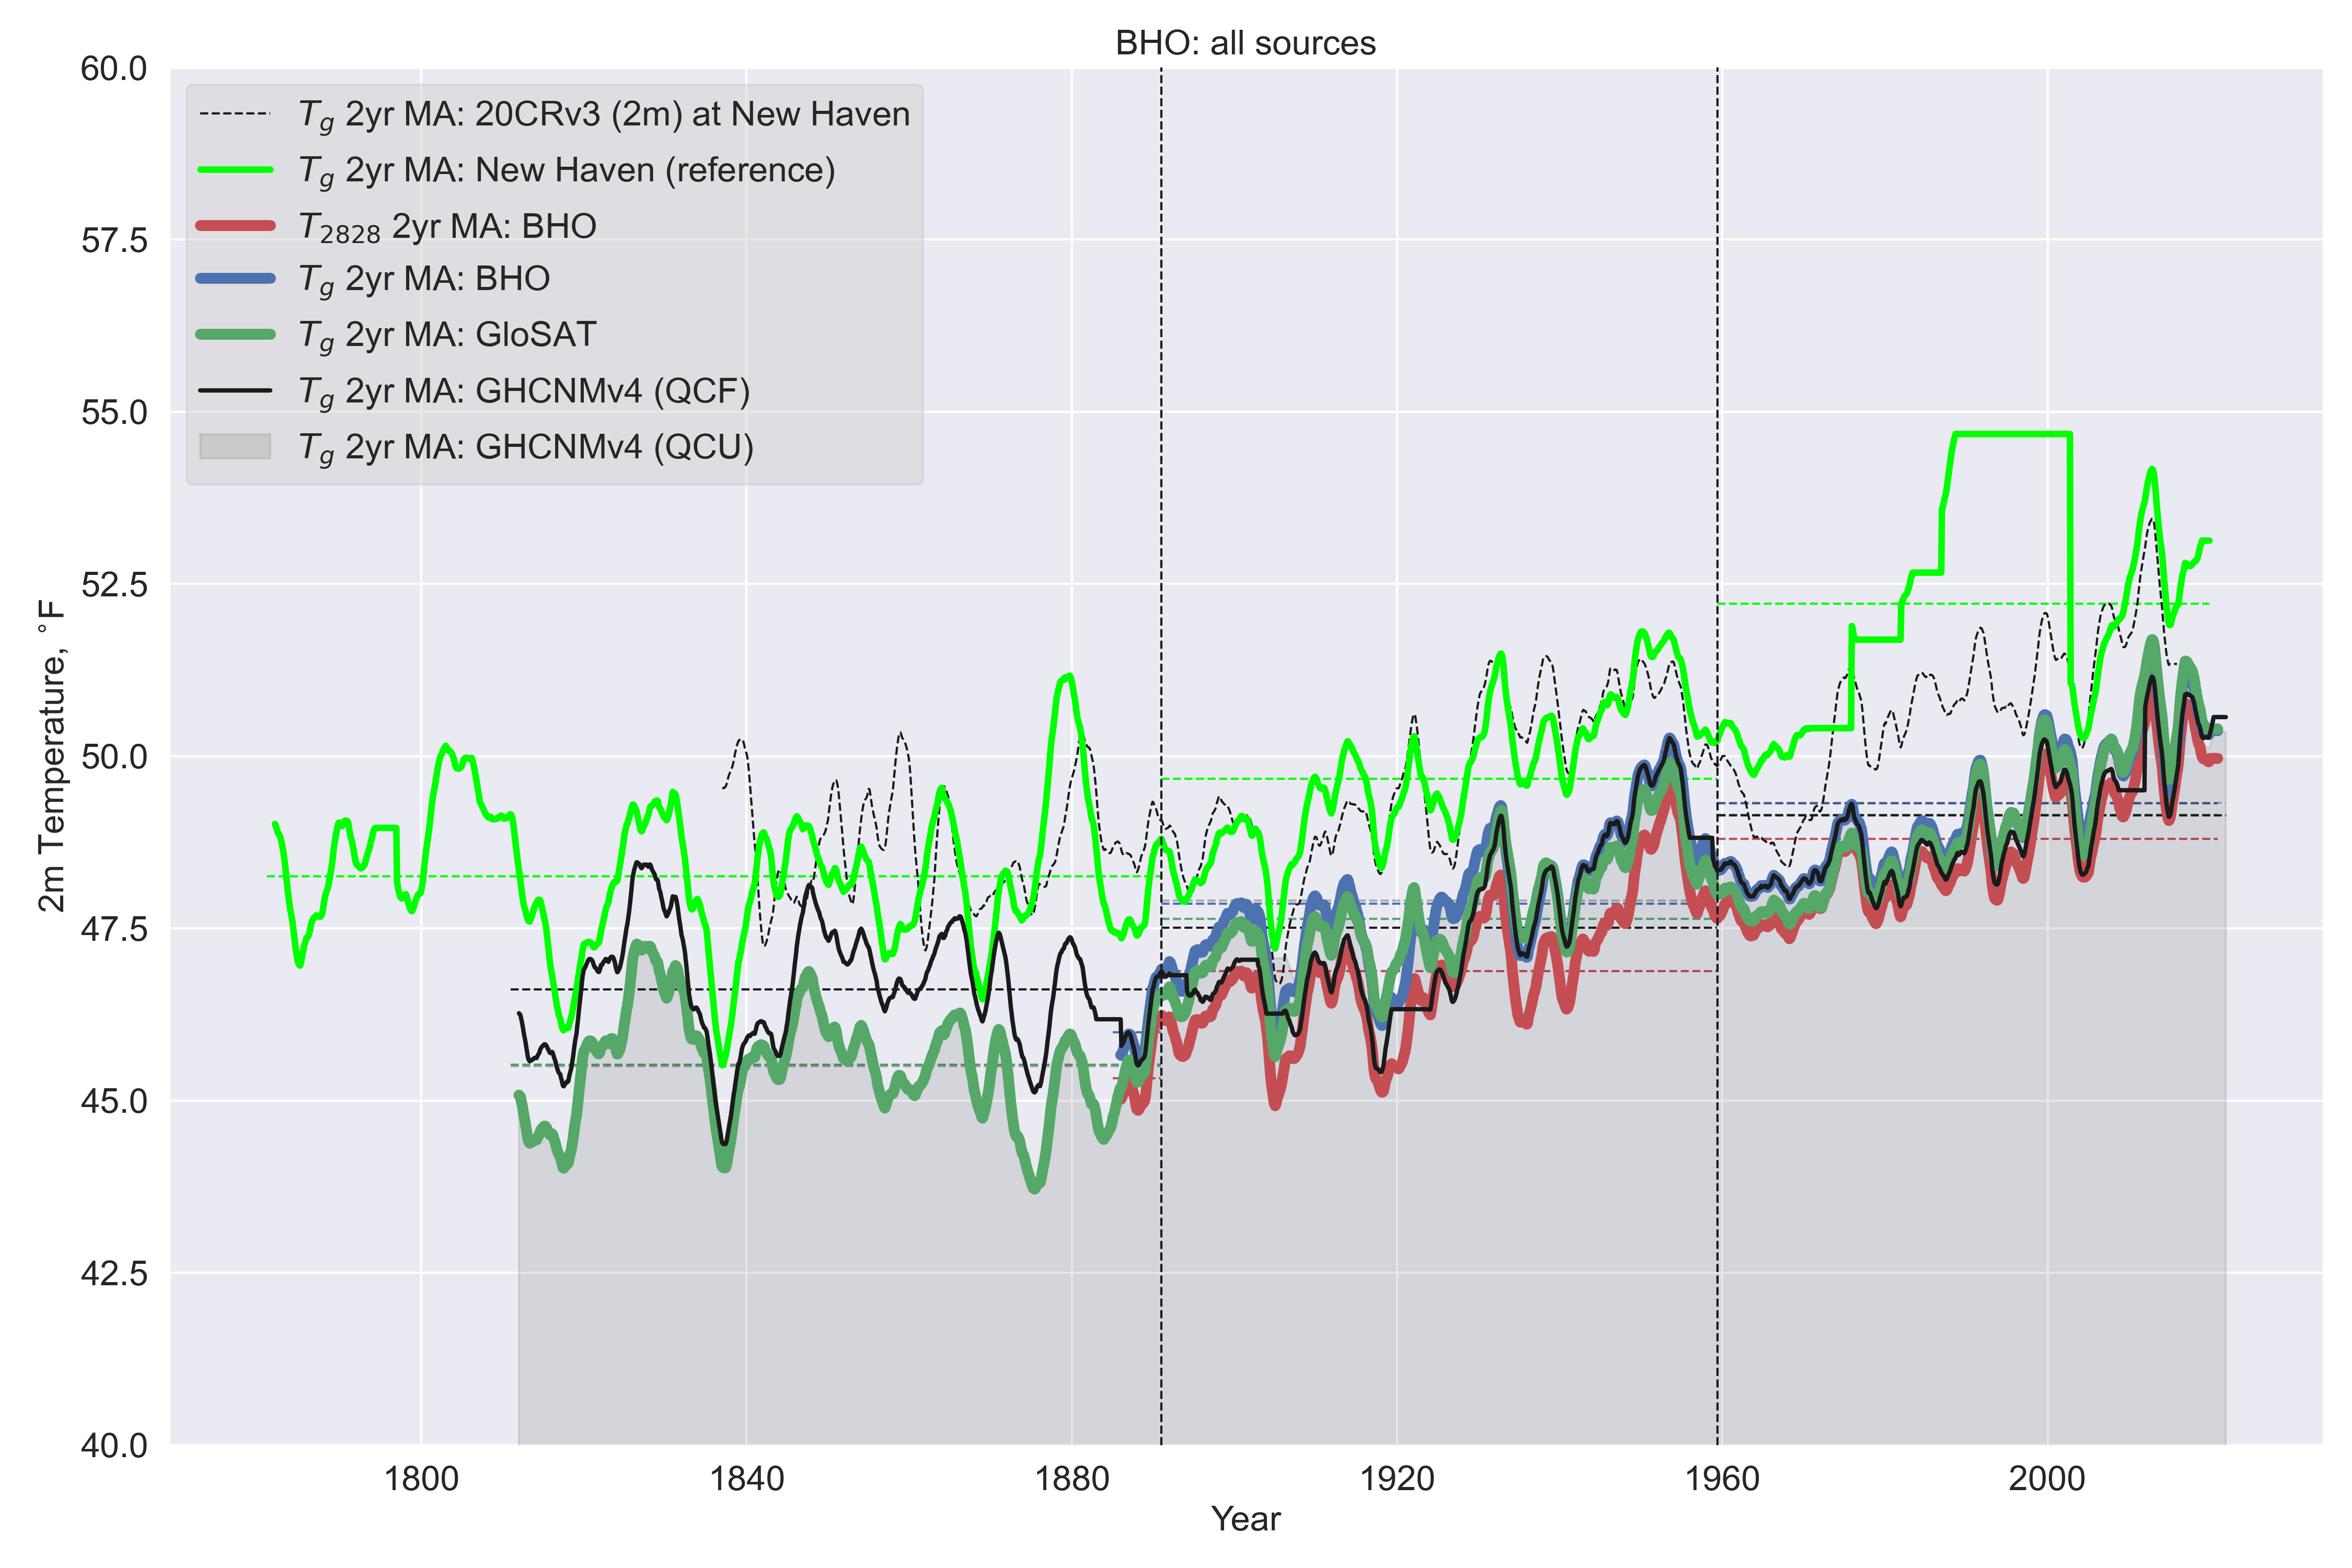 BHO: all sources
60.0
57.5
55.0
52.5
50.0
47.5
45.0
42.5
40.0
2m Temperature, °F
Tg 2yr MA: 20CRv3 (2m) at New Haven
Tg 2yr MA: New Haven (reference)
T2828 2yr MA: BHO
Tg 2yr MA: BHO
Tg 2yr MA: GloSAT
Tg 2yr MA: GHCNMv4 (QCF)
Tg 2yr MA: GHCNMv4 (QCU)
1800 1840 1880 1920 1960 2000
Year